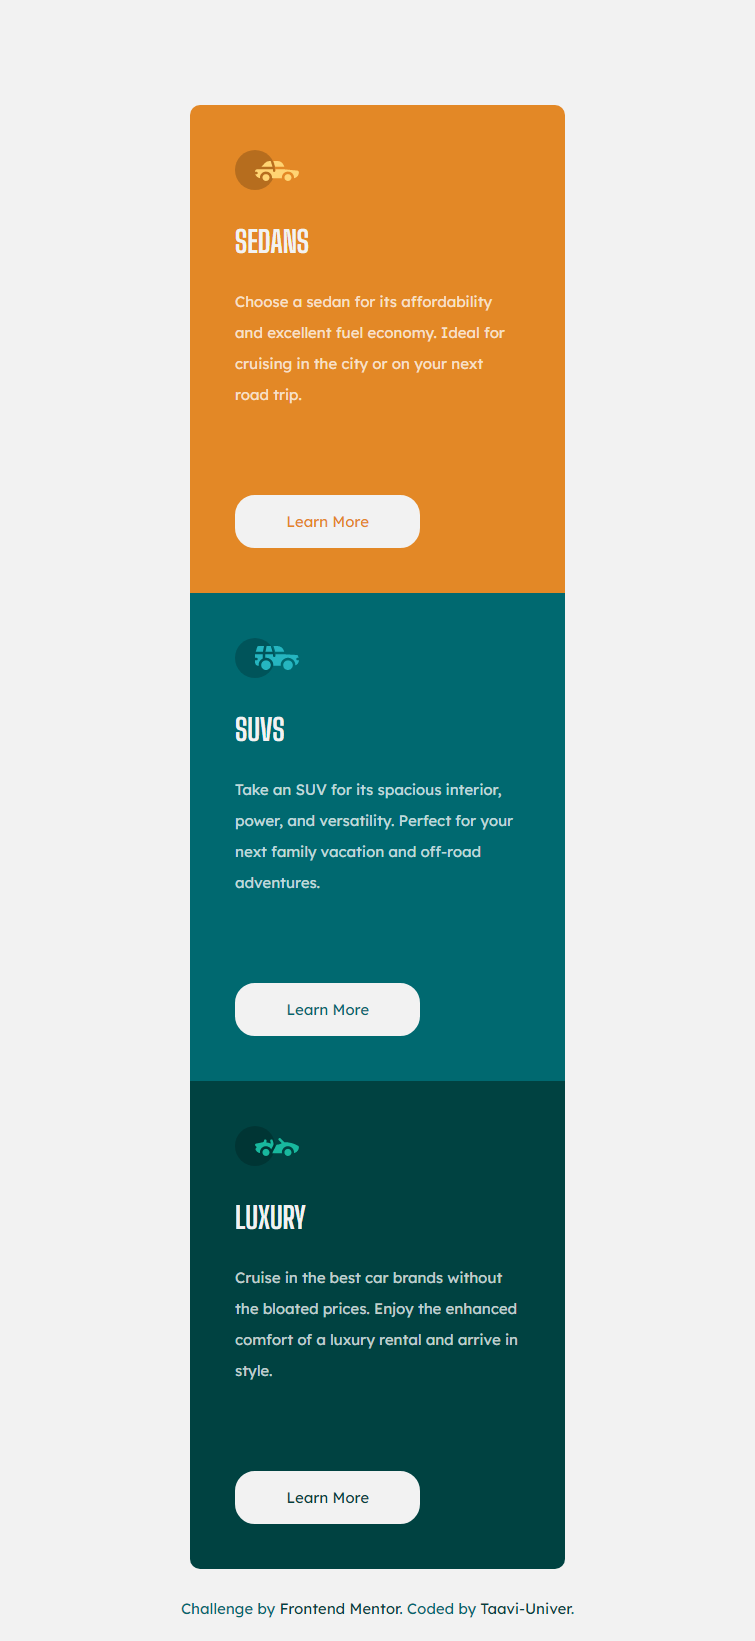 SEDANS
Choose a sedan for its affordability
and excellent fuel economy. Ideal for
cruising in the city or on your next
road trip.
Learn More
SUVS
Take an SUV for its spacious interior,
power, and versatility. Perfect for your
next family vacation and off-road
adventures.
Learn More
LUXURY
Cruise in the best car brands without
the bloated prices. Enjoy the enhanced
comfort of a luxury rental and arrive in
style.
Learn More
Challenge by Frontend Mentor. Coded by Taavi-Univer.